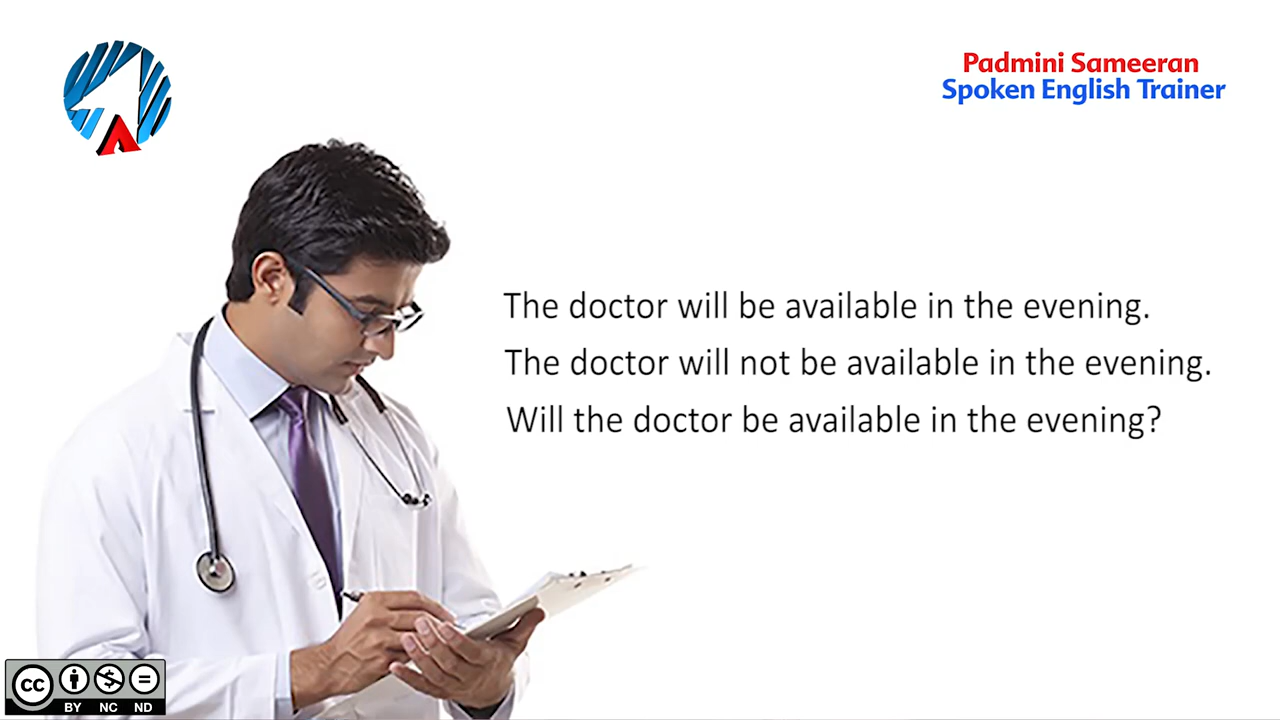 Padmini Sameeran
Spoken English Trainer
The doctor will be available in the evening.
The doctor will not be available in the evening.
Will the doctor be available in the evening?
cc
BY NC ND